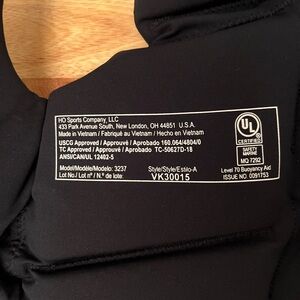 HO Sports Company, LLC
433 Park Avenue South, New London, OH 44851 U.S.A.
Made in Vietnam / Fabriqué au Vietnam / Hecho en Vietnam
USCG Approved / Approuvé / Aprobado 160.064/4804/0
TC Approved / Approuvé / Aprobado TC-50627D-18
ANSI/CAN/UL 12402-5
Model/Modèle/Modelo: 3237
Lot No./ Lot nº / N.º de lote:
Style/Style/Estilo-A
VK30015
UL
CERTIFIED
SAFETY
MARINE
MQ 7292
Level 70 Buoyancy Aid
ISSUE No: 0091753